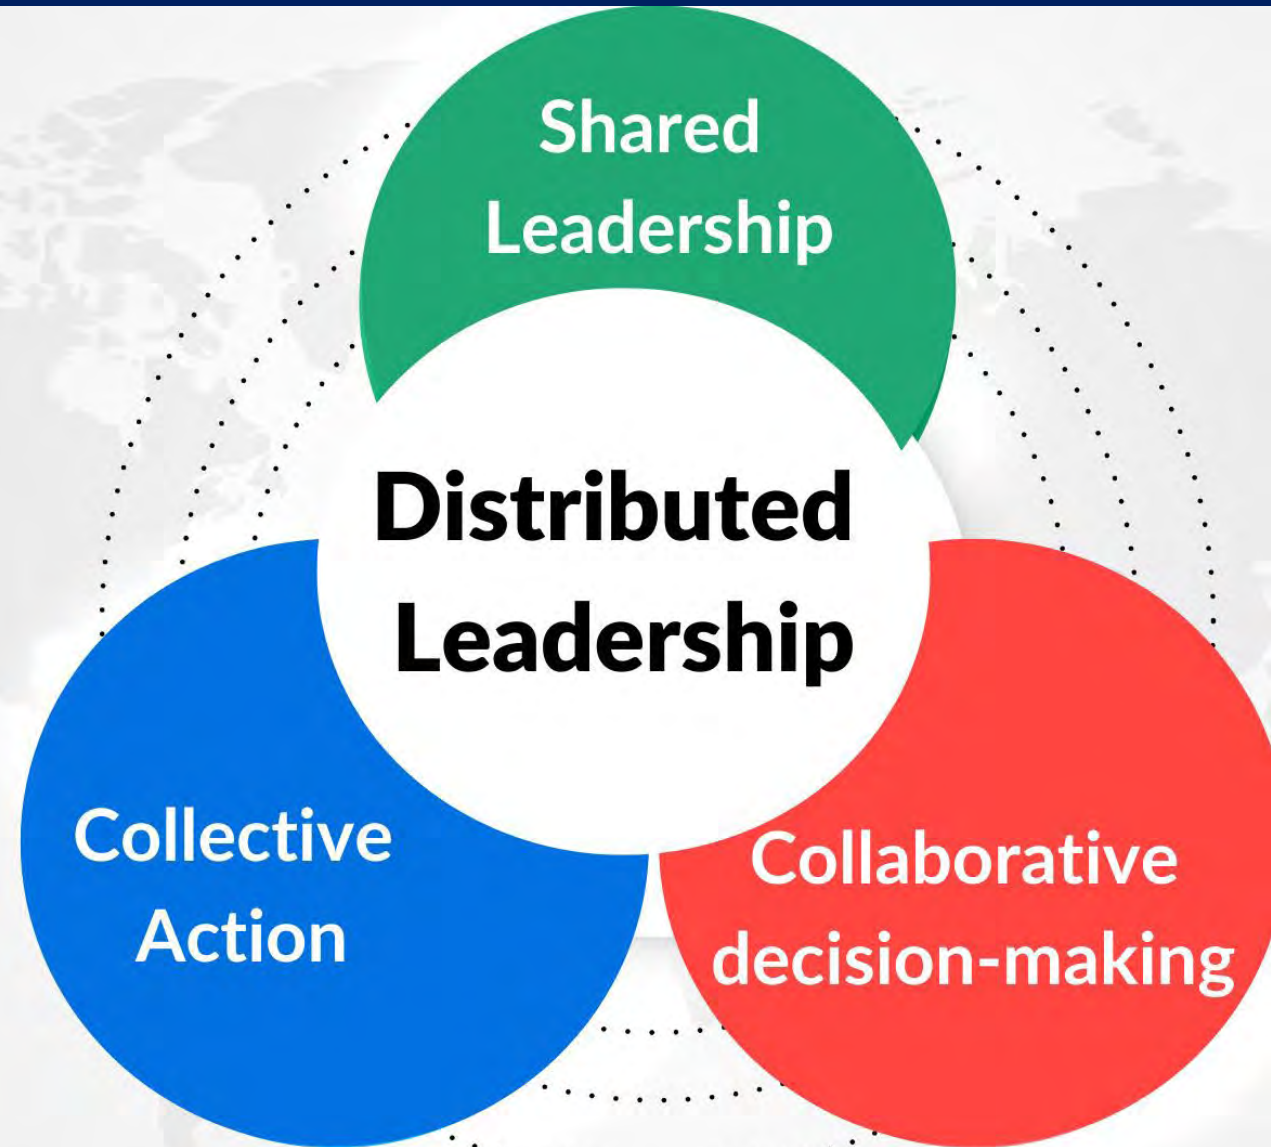 Shared
Leadership
Distributed
Leadership
Collective
Action
Collaborative
decision-making